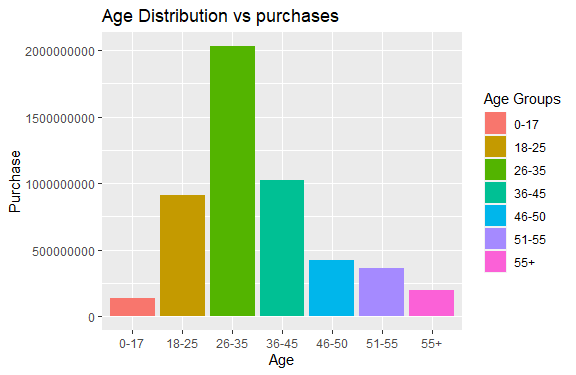 Age Distribution vs purchases
Purchase
2000000000
1500000000
1000000000
500000000
0
0-17 18-25 26-35 36-45 46-50 51-55 55+
Age
Age Groups
0-17
18-25
26-35
36-45
46-50
51-55
55+